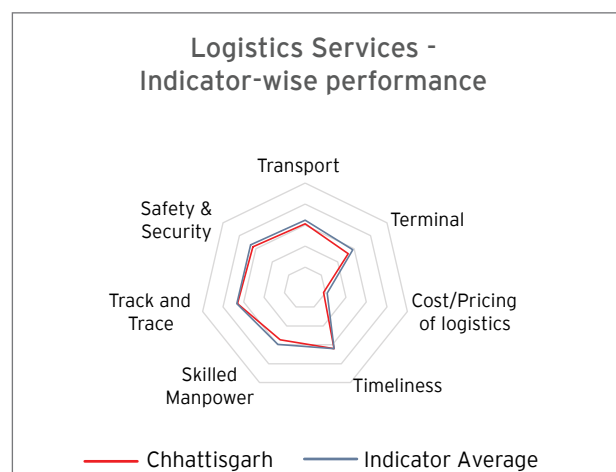 Logistics Services -
Indicator-wise performance
Transport
Safety &
Security
Terminal
Track and
Trace
Cost/Pricing
of logistics
Skilled
Manpower
Timeliness
Chhattisgarh
Indicator Average